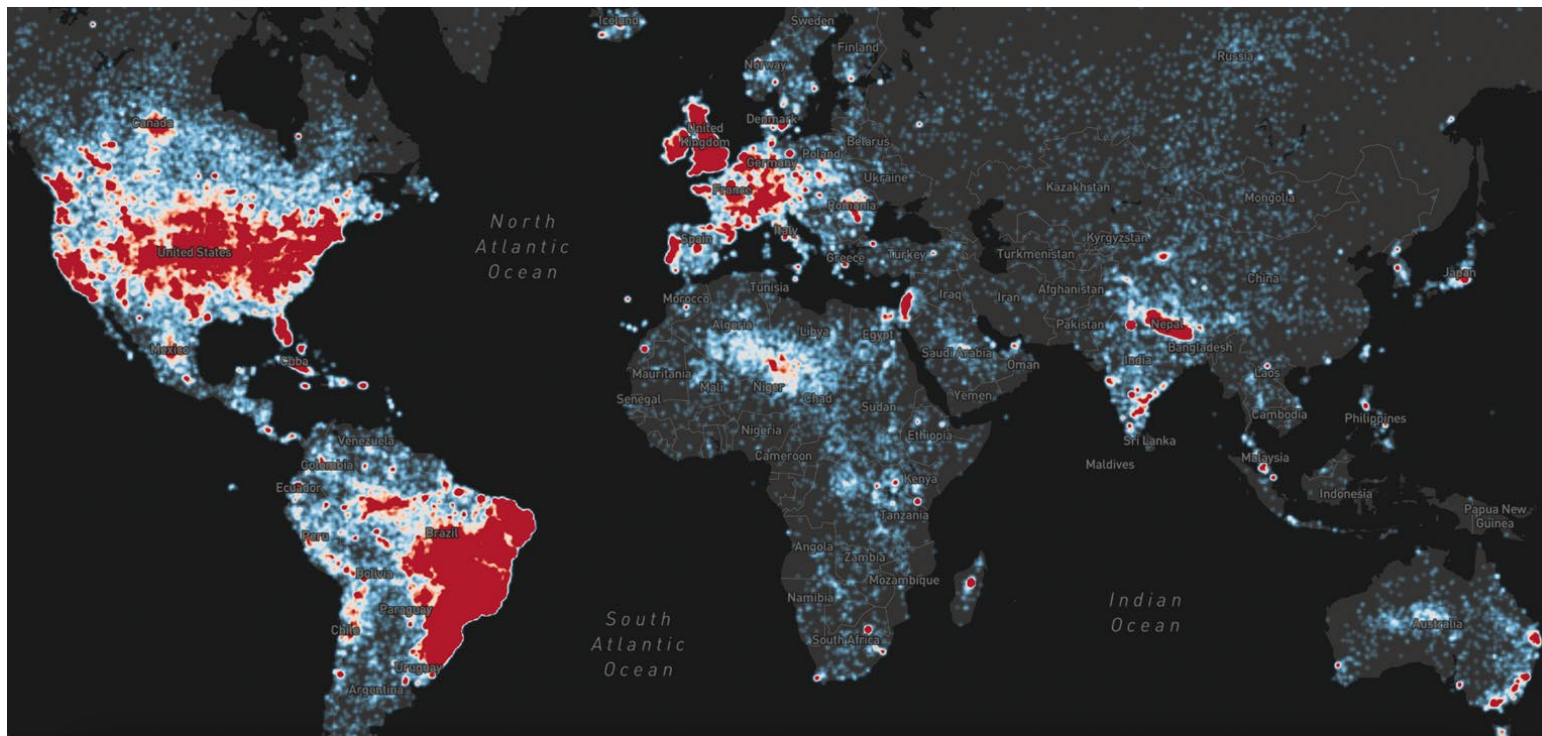 Iceland
Sweden
Finland
Norway
Russia
Canada
United
Kingdom
Denmark
Belarus
Poland
Germany
Ukraine
France
Kazakhstan
Mongolia
Romania
North
Atlantic
Ocean
Italy
Spain
United States
Greece
Turkey
Kyrgyzstan
Turkmenistan
China
Japan
Tunisia
Afghanistan
Iraq
Iran
Morocco
Algeria
Libya
Egypt
Pakistan
Nepal
Bangladesh
Mexico
Cuba
Saudi Arabia
Oman
India
Laos
Mauritania
Mali
Niger
Chad
Sudan
Yemen
Senegal
Cambodia
Philippines
Nigeria
Ethiopia
Venezuela
Sri Lanka
Cameroon
Colombia
Maldives
Malaysia
Ecuador
Kenya
Indonesia
Tanzania
Papua New
Guinea
Peru
Brazil
Angola
Zambia
Bolivia
Mozambique
Namibia
Indian
Ocean
Paraguay
South
Atlantic
Ocean
Chile
South Africa
Australia
Uruguay
Argentina